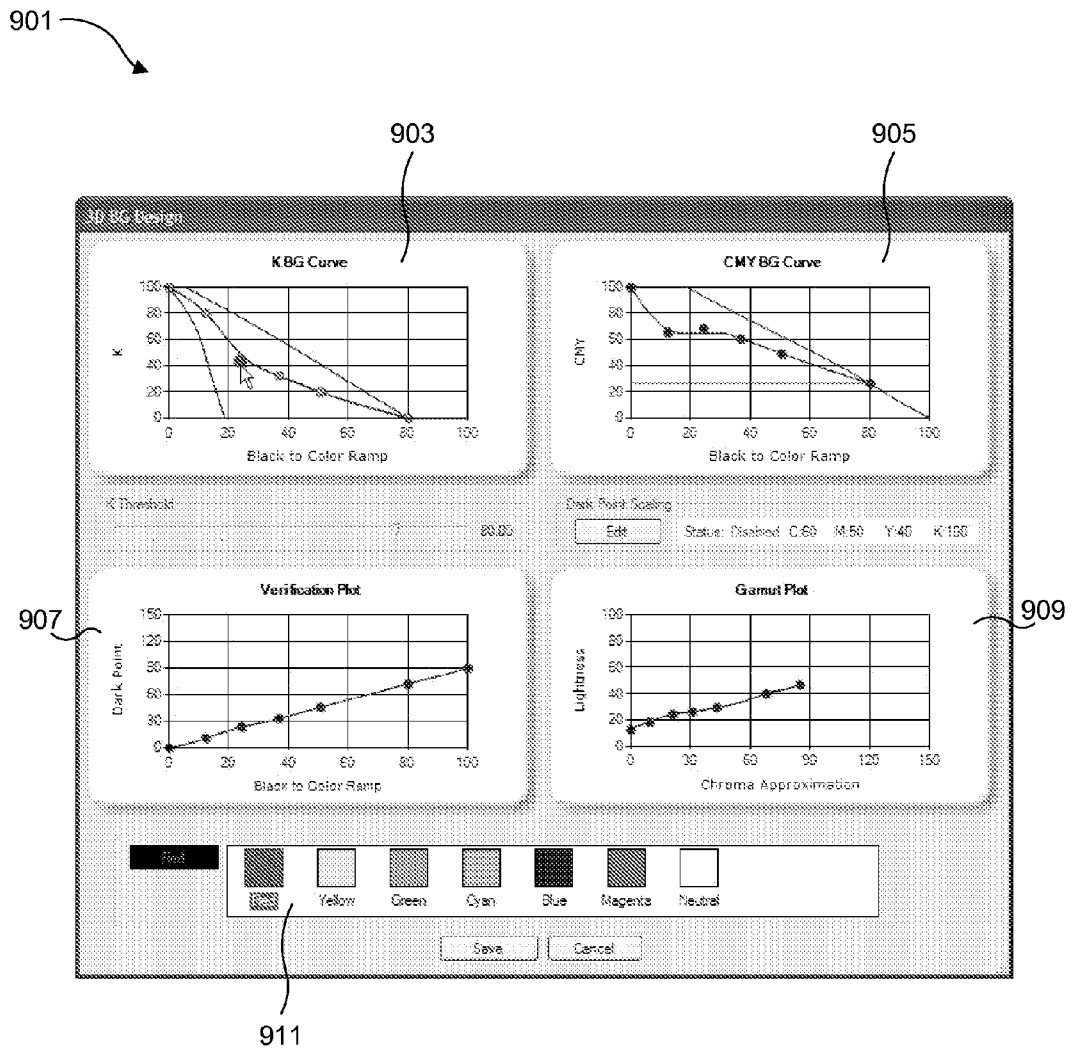 901
903
905
3D BG Design
K BG Curve
100
80
60
40
20
0
K
0 20 40 60 80 100
Black to Color Ramp
CMY BG Curve
100
80
60
40
20
0
CMY
0 20 40 60 80 100
Black to Color Ramp
K Threshold
80.00
Dark Point Scaling
Edit
Status: Disabled C:60 M:50 Y:40 K:100
907
Verification Plot
150
120
90
60
30
0
Dark Point
0 20 40 60 80 100
Black to Color Ramp
909
Gamut Plot
100
80
60
40
20
0
Lightness
0 30 60 90 120 150
Chroma Approximation
Red
Red Yellow Green Cyan Blue Magenta Neutral
Save Cancel
911